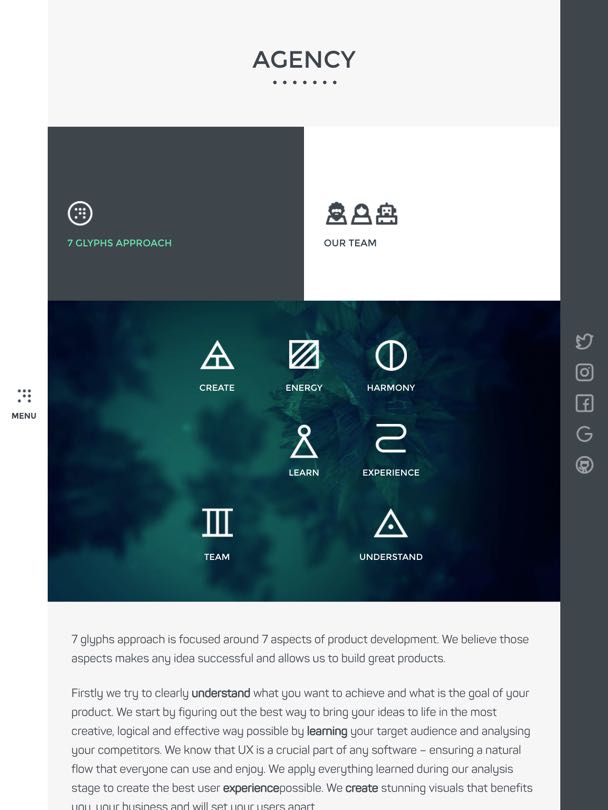 AGENCY
7 GLYPHS APPROACH
OUR TEAM
MENU
CREATE
ENERGY
HARMONY
LEARN
EXPERIENCE
TEAM
UNDERSTAND
7 glyphs approach is focused around 7 aspects of product development. We believe those
aspects makes any idea successful and allows us to build great products.
Firstly we try to clearly understand what you want to achieve and what is the goal of your
product. We start by figuring out the best way to bring your ideas to life in the most
creative, logical and effective way possible by learning your target audience and analysing
your competitors. We know that UX is a crucial part of any software – ensuring a natural
flow that everyone can use and enjoy. We apply everything learned during our analysis
stage to create the best user experiencepossible. We create stunning visuals that benefits
you, your business and will set your users apart.